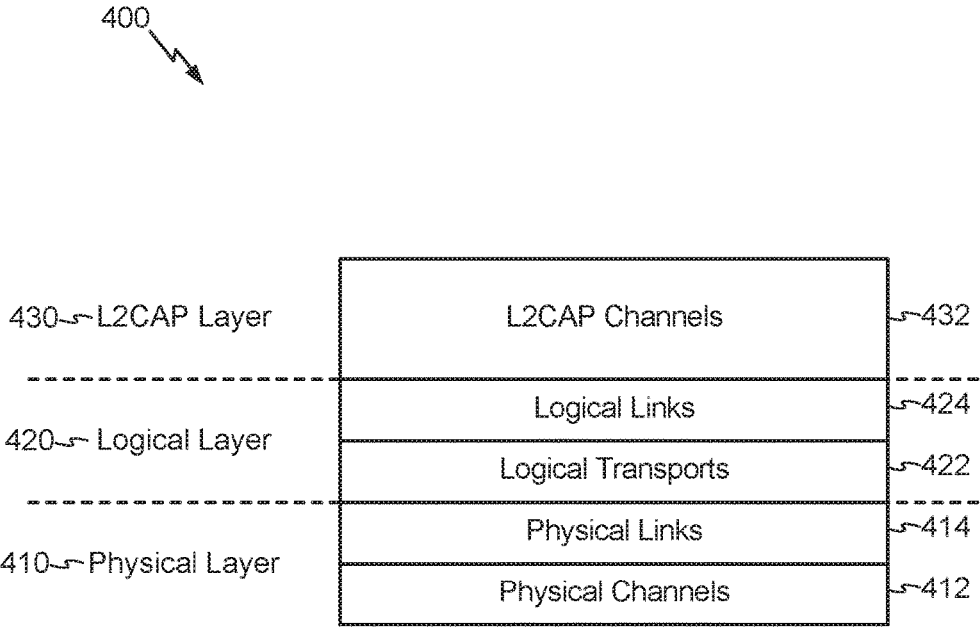 400
430 L2CAP Layer L2CAP Channels 432
Logical Links 424
420 Logical Layer
Logical Transports 422
Physical Links 414
410 Physical Layer
Physical Channels 412